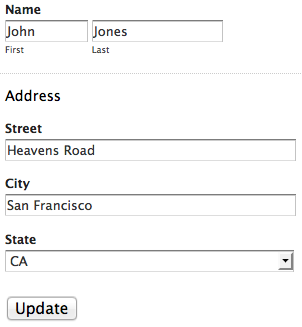 Name
John Jones
First Last
Address
Street
Heavens Road
City
San Francisco
State
CA
Update